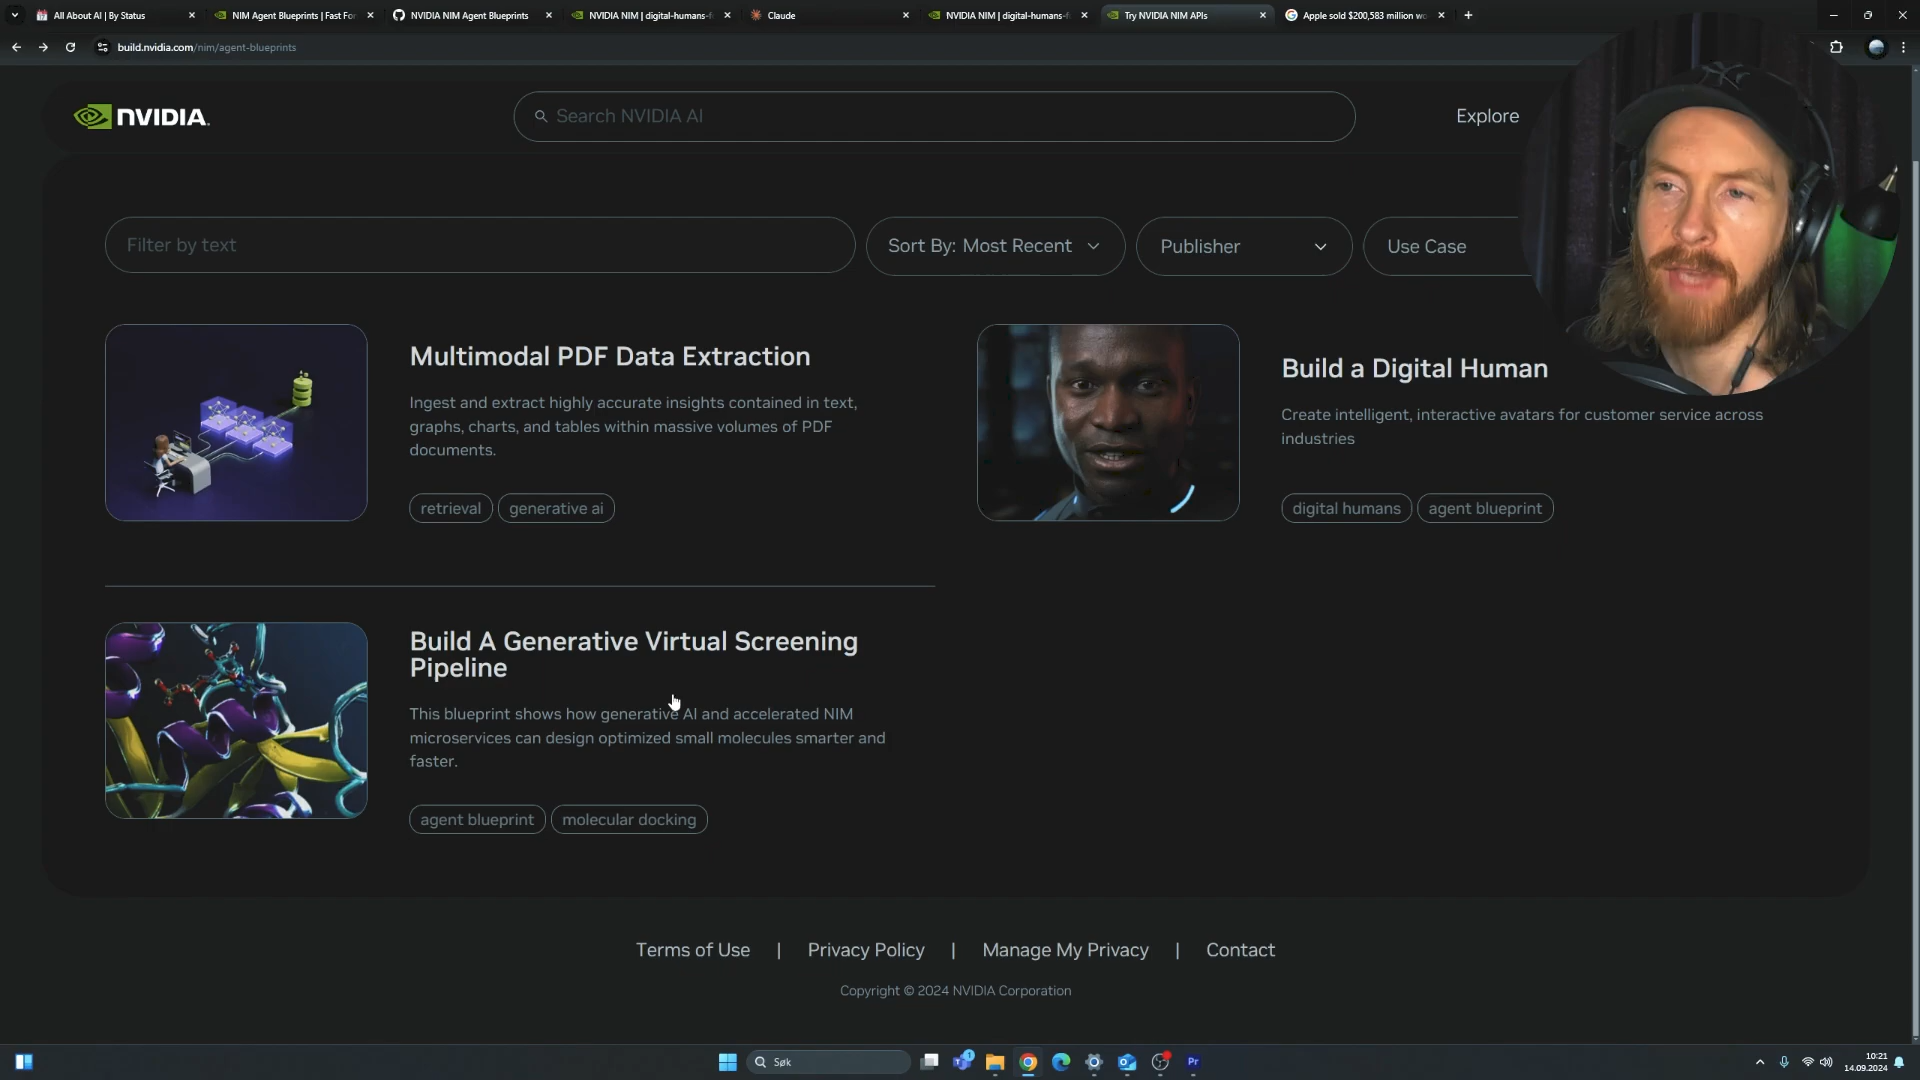 All About AI | By Status
NIM Agent Blueprints | Fast For
NVIDIA NIM Agent Blueprints
NVIDIA NIM | digital-humans-f
Claude
NVIDIA NIM | digital-humans-f
Try NVIDIA NIM APIs
Apple sold $200,583 million wo
build.nvidia.com/nim/agent-blueprints
NVIDIA.
Search NVIDIA AI
Explore
Filter by text
Sort By: Most Recent
Publisher
Use Case
Multimodal PDF Data Extraction
Ingest and extract highly accurate insights contained in text,
graphs, charts, and tables within massive volumes of PDF
documents.
retrieval
generative ai
Build a Digital Human
Create intelligent, interactive avatars for customer service across
industries
digital humans
agent blueprint
Build A Generative Virtual Screening
Pipeline
This blueprint shows how generative AI and accelerated NIM
microservices can design optimized small molecules smarter and
faster.
agent blueprint
molecular docking
Terms of Use | Privacy Policy | Manage My Privacy | Contact
Copyright © 2024 NVIDIA Corporation
Søk
1
Pr
10:21
14.09.2024